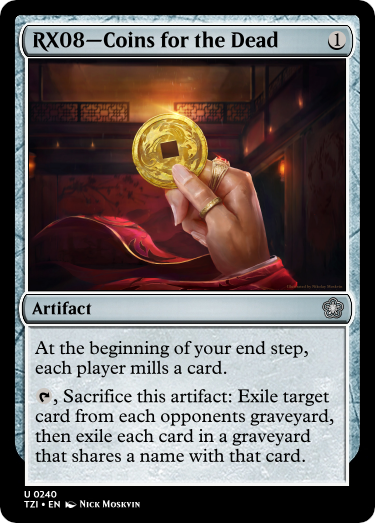 RX08—Coins for the Dead 1
Artifact
At the beginning of your end step,
each player mills a card.
, Sacrifice this artifact: Exile target
card from each opponents graveyard,
then exile each card in a graveyard
that shares a name with that card.
U 0240
TZI • EN Nick Moskvin